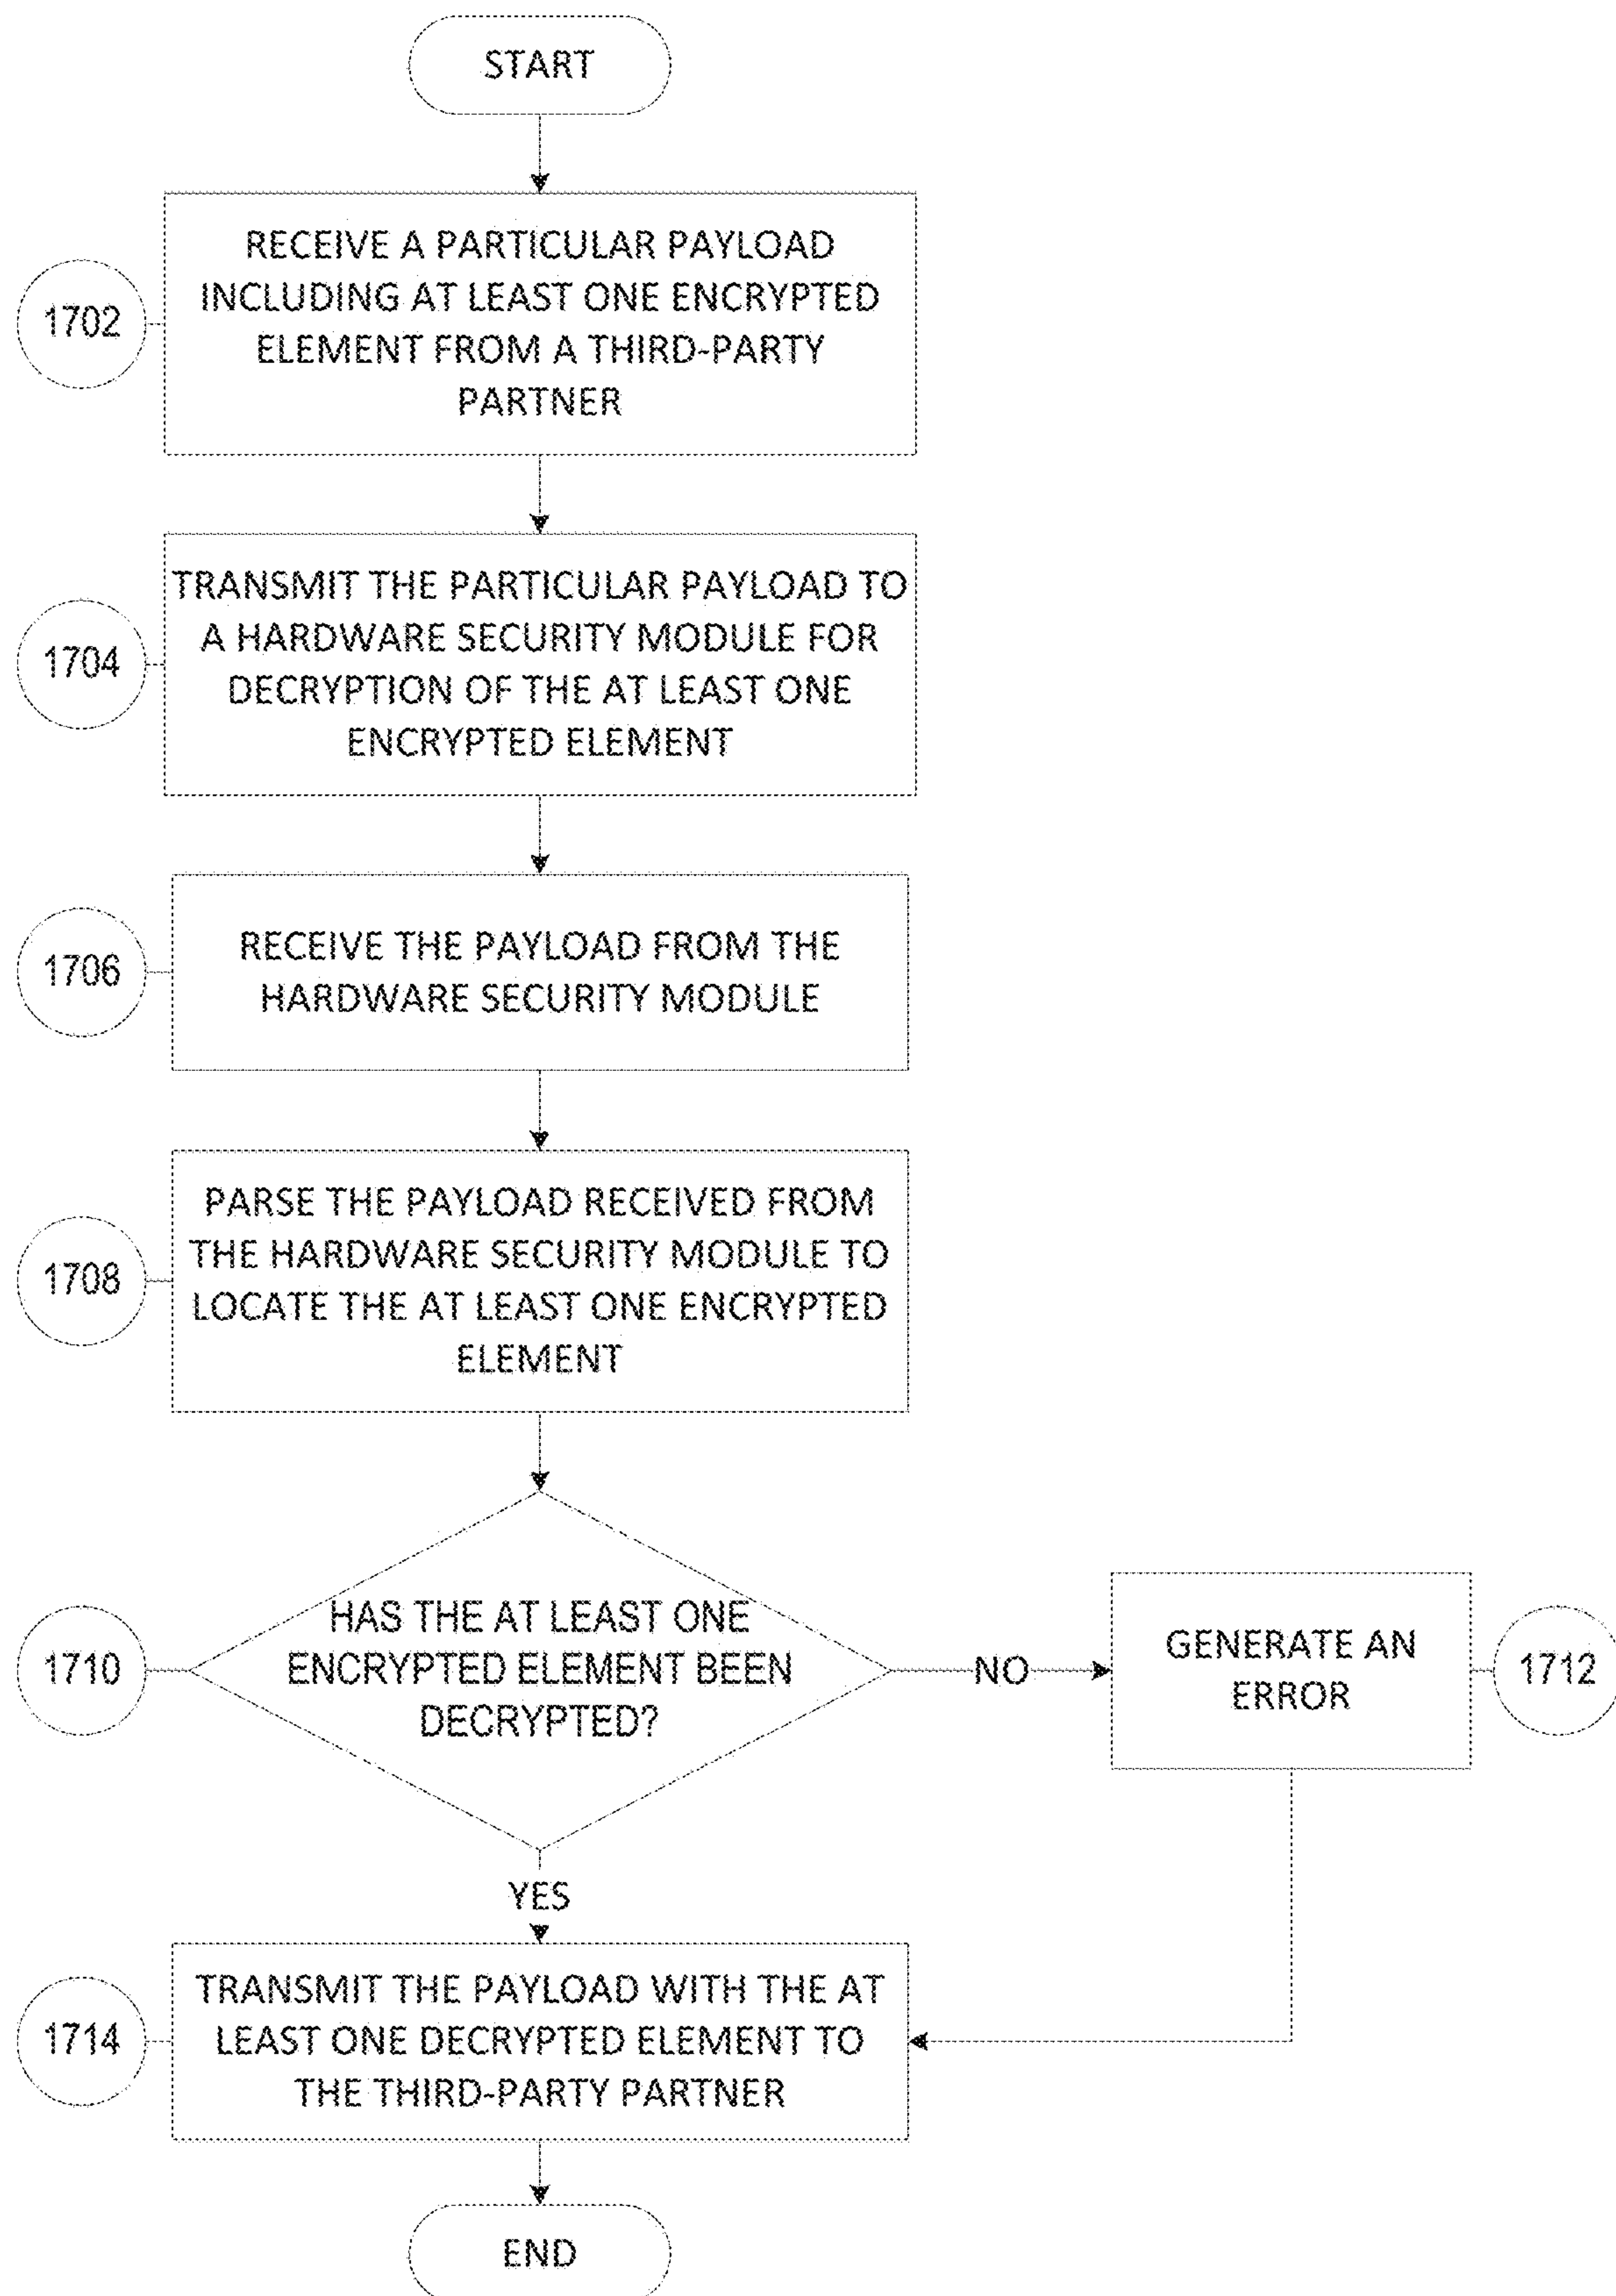 START
RECEIVE A PARTICULAR PAYLOAD
INCLUDING AT LEAST ONE ENCRYPTED
ELEMENT FROM A THIRD-PARTY
PARTNER
1702
TRANSMIT THE PARTICULAR PAYLOAD TO
A HARDWARE SECURITY MODULE FOR
DECRYPTION OF THE AT LEAST ONE
ENCRYPTED ELEMENT
1704
RECEIVE THE PAYLOAD FROM THE
HARDWARE SECURITY MODULE
1706
PARSE THE PAYLOAD RECEIVED FROM
THE HARDWARE SECURITY MODULE TO
LOCATE THE AT LEAST ONE ENCRYPTED
ELEMENT
1708
HAS THE AT LEAST ONE
ENCRYPTED ELEMENT BEEN
DECRYPTED?
1710
NO
GENERATE AN
ERROR
1712
YES
TRANSMIT THE PAYLOAD WITH THE AT
LEAST ONE DECRYPTED ELEMENT TO
THE THIRD-PARTY PARTNER
1714
END